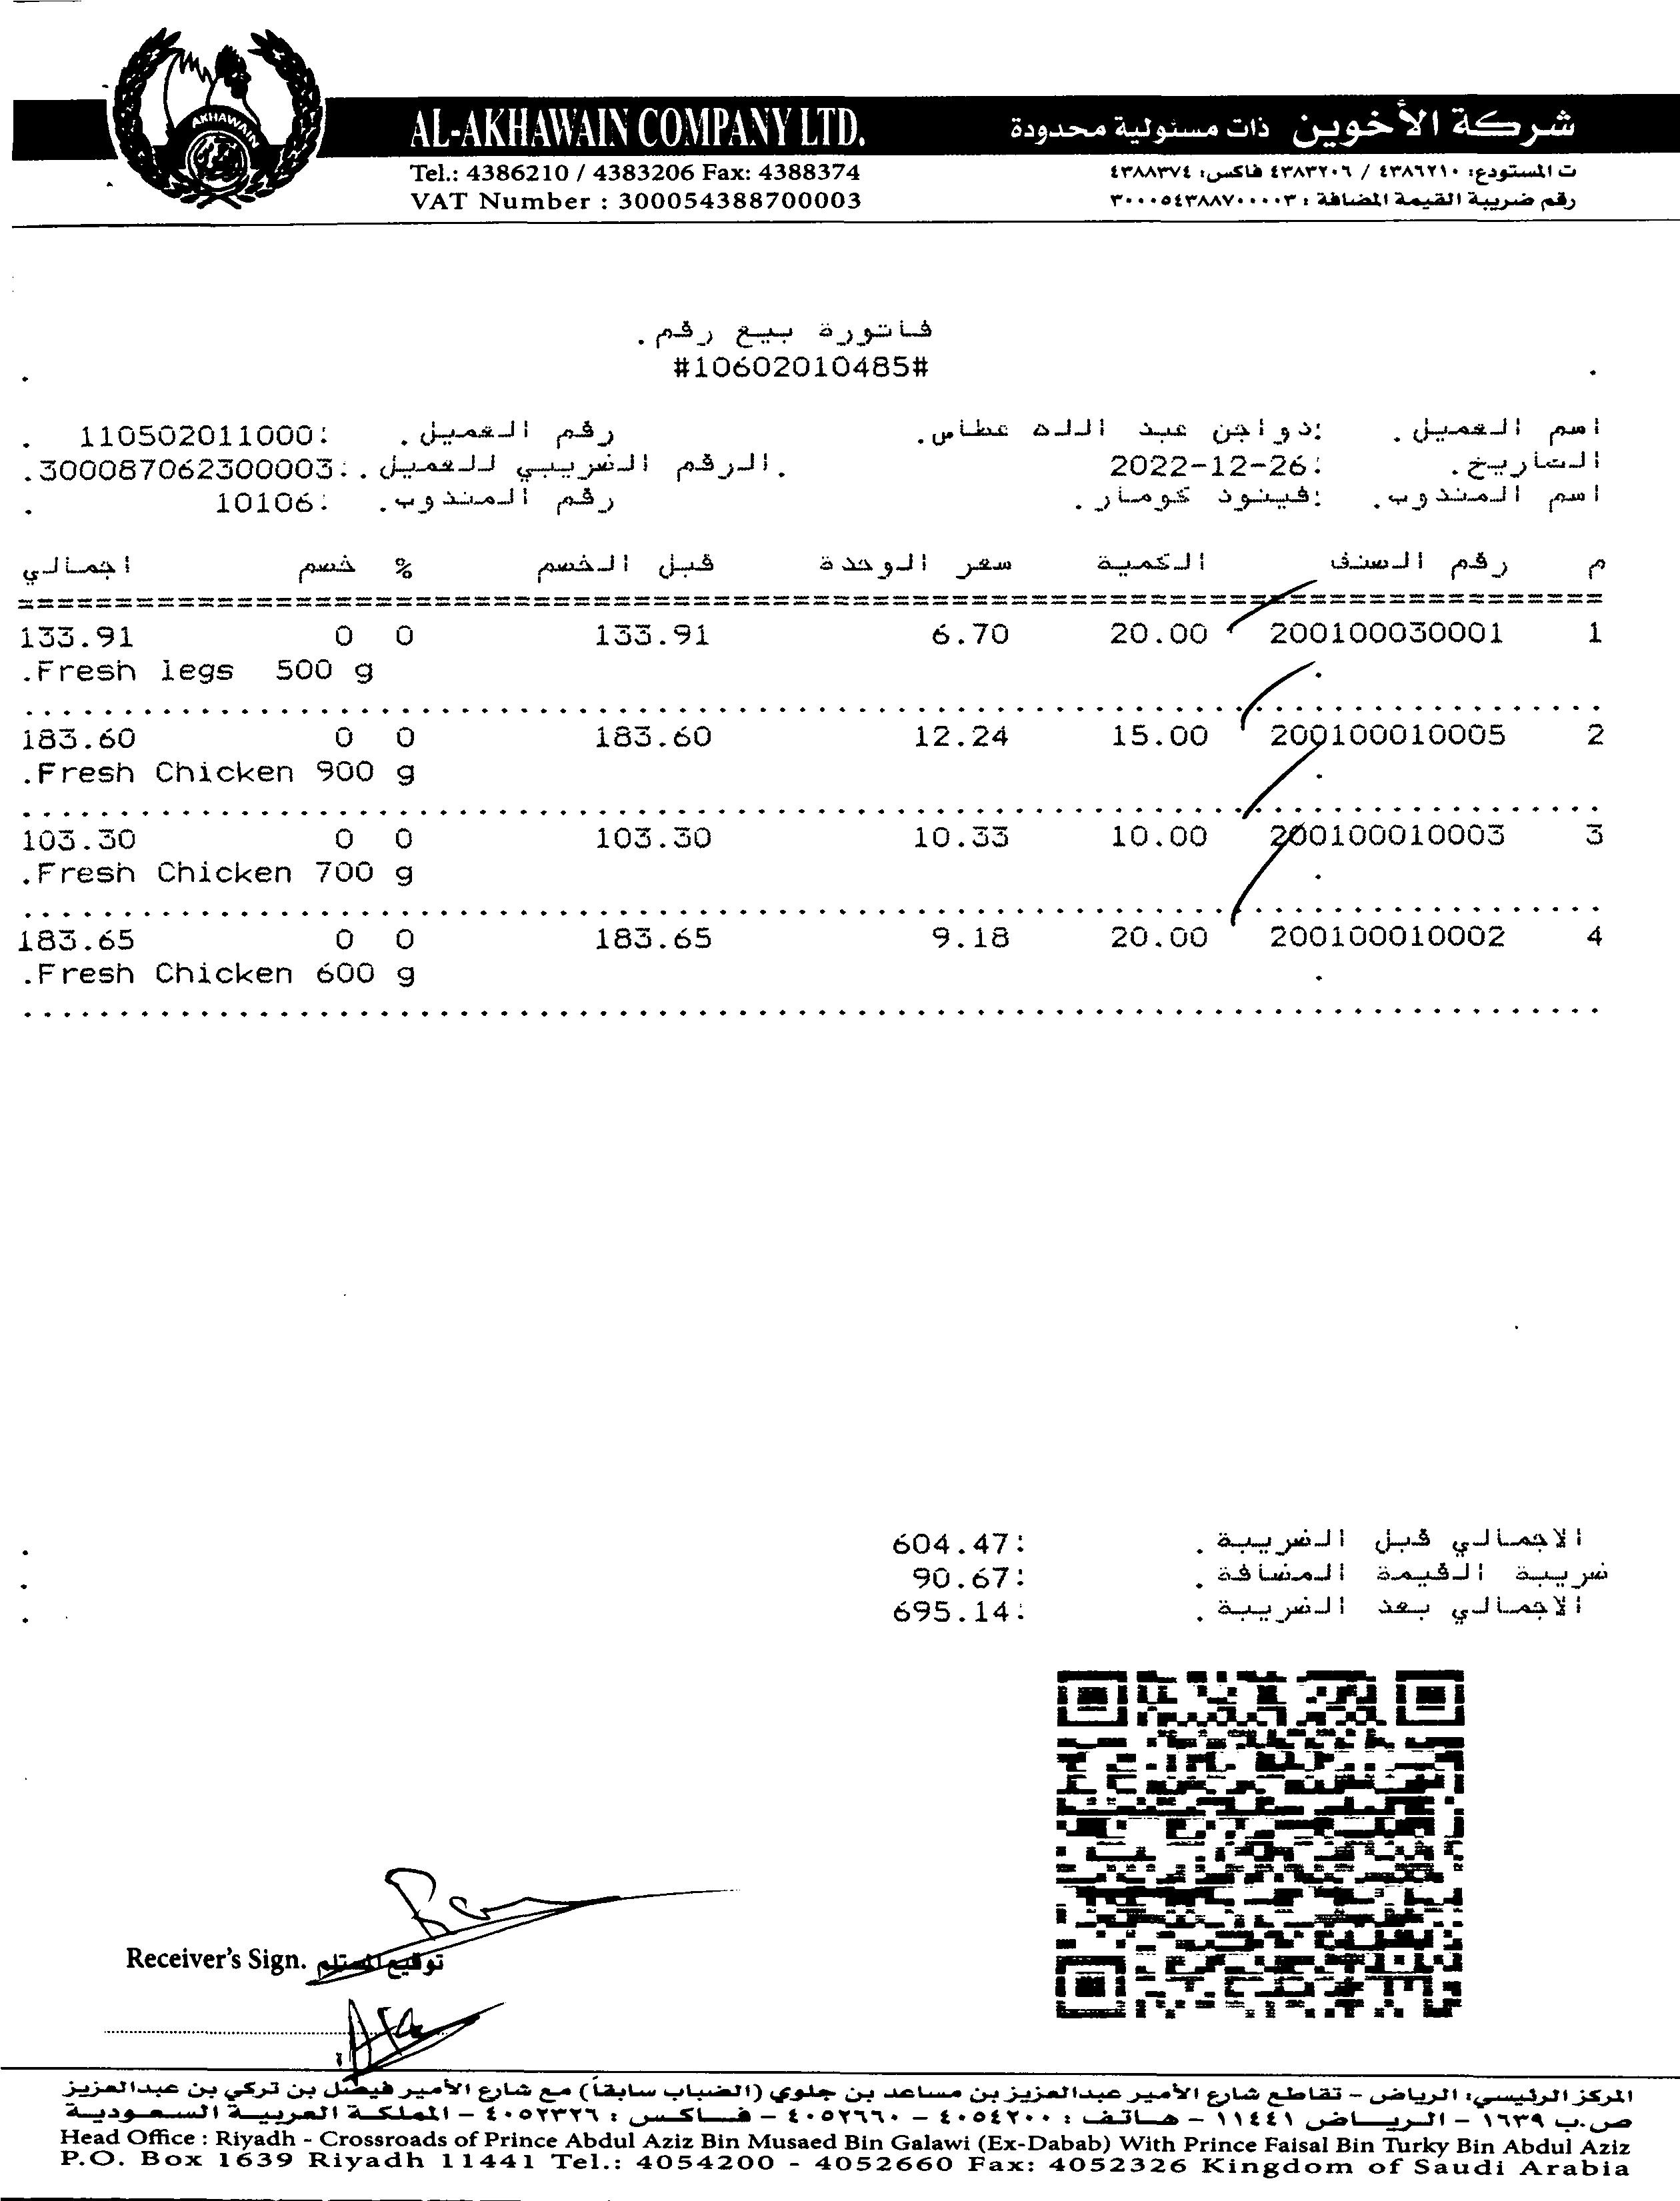 AKHAWAIN
AL-AKHAWAIN COMPANY LTD.
شركة الأخوين ذات مسئولية محدودة
Tel.: 4386210 / 4383206 Fax: 4388374
ت المستودع: ٤٣٨٦٢١٠ / ٤٣٨٣٢٠٦ فاكس: ٤٣٨٨٣٧٤
VAT Number : 300054388700003
رقم ضريبة القيمة المضافة : ٣٠٠٠٥٤٣٨٨٧٠٠٠٠٣
فاتورة بيع رقم.
#10602010485#
اسم العميل. :دواجن عبد الله عطاس. رقم العميل. :110502011000
التاريخ. :2022-12-26 .الرقم الضريبي للعميل. :300087062300003.
اسم المندوب. :فينود كومار. رقم المندوب. :10106
م رقم السنف الكمية سعر الوحدة قبل الخسم % خسم اجمالي
1 200100030001 20.00 6.70 133.91 0 0 133.91
.Fresh legs 500 g
2 200100010005 15.00 12.24 183.60 0 0 183.60
.Fresh Chicken 900 g
3 200100010003 10.00 10.33 103.30 0 0 103.30
.Fresh Chicken 700 g
4 200100010002 20.00 9.18 183.65 0 0 183.65
.Fresh Chicken 600 g
الاجمالي قبل الضريبة. :604.47
ضريبة القيمة المضافة. :90.67
الاجمالي بعد الضريبة. :695.14
Receiver's Sign. توقيع المستلم
المركز الرئيسي: الرياض - تقاطع شارع الأمير عبدالعزيز بن مساعد بن جلوي (الضباب سابقاً) مع شارع الأمير فيصل بن تركي بن عبدالعزيز
ص.ب ١٦٣٩ - الرياض ١١٤٤١ - هاتف : ٤٠٥٤٢٠٠ - ٤٠٥٢٦٦٠ - فاكس : ٤٠٥٢٣٢٦ - المملكة العربية السعودية
Head Office : Riyadh - Crossroads of Prince Abdul Aziz Bin Musaed Bin Galawi (Ex-Dabab) With Prince Faisal Bin Turky Bin Abdul Aziz
P.O. Box 1639 Riyadh 11441 Tel.: 4054200 - 4052660 Fax: 4052326 Kingdom of Saudi Arabia